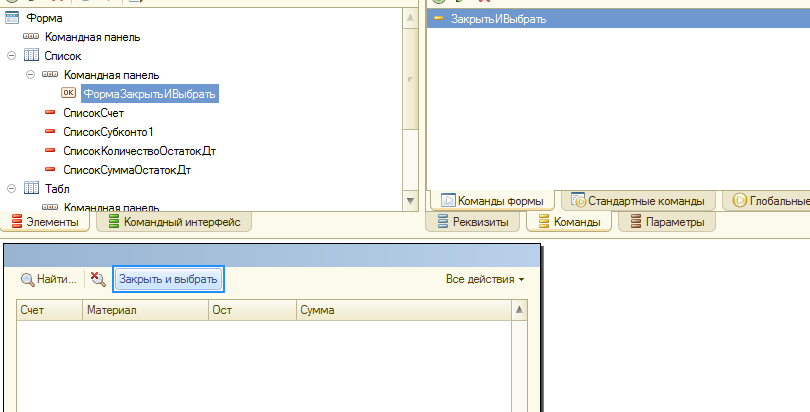 Форма
Командная панель
Список
Командная панель
OK ФормаЗакрытьИВыбрать
СписокСчет
СписокСубконто1
СписокКоличествоОстатокДт
СписокСуммаОстатокДт
Табл
Командная панель
Элементы Командный интерфейс
ЗакрытьИВыбрать
Команды формы Стандартные команды Глобальные
Реквизиты Команды Параметры
Найти... Закрыть и выбрать Все действия
Счет Материал Ост Сумма